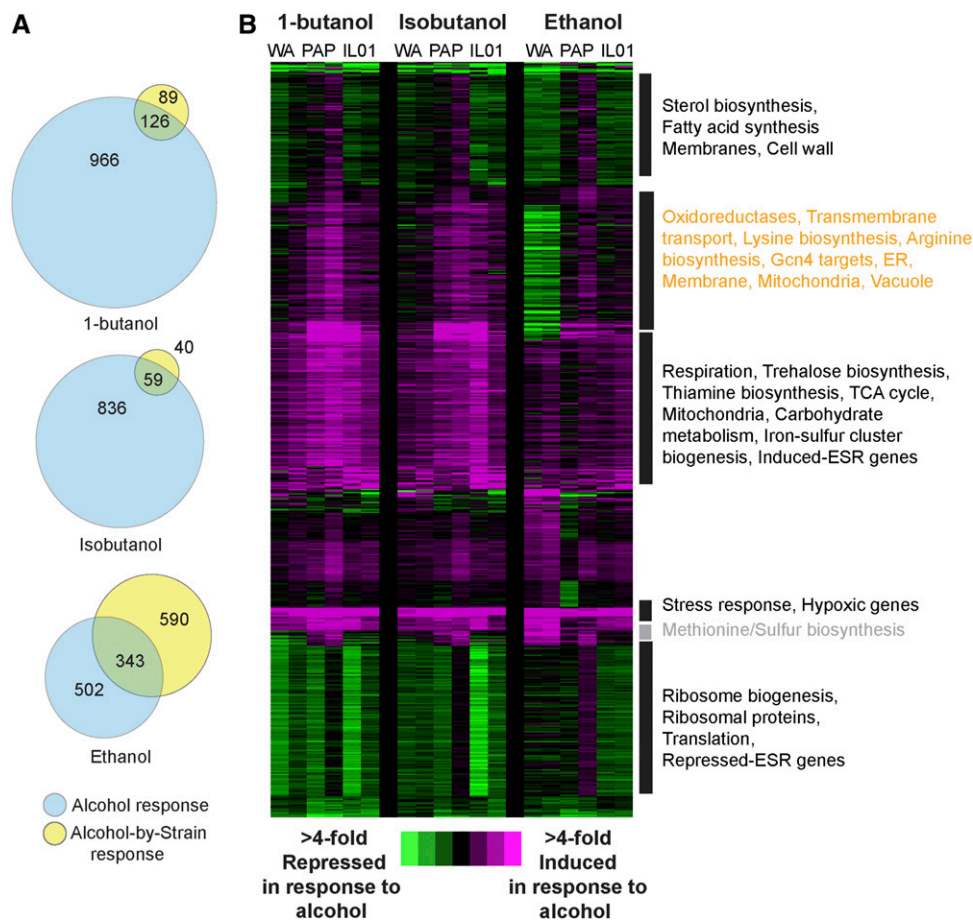 A
89
126
966
1-butanol
40
59
836
Isobutanol
590
343
502
Ethanol
Alcohol response
Alcohol-by-Strain
response
B
1-butanol Isobutanol Ethanol
WA PAP IL01 WA PAP IL01 WA PAP IL01
Sterol biosynthesis,
Fatty acid synthesis
Membranes, Cell wall
Oxidoreductases, Transmembrane
transport, Lysine biosynthesis, Arginine
biosynthesis, Gcn4 targets, ER,
Membrane, Mitochondria, Vacuole
Respiration, Trehalose biosynthesis,
Thiamine biosynthesis, TCA cycle,
Mitochondria, Carbohydrate
metabolism, Iron-sulfur cluster
biogenesis, Induced-ESR genes
Stress response, Hypoxic genes
Methionine/Sulfur biosynthesis
Ribosome biogenesis,
Ribosomal proteins,
Translation,
Repressed-ESR genes
>4-fold
Repressed
in response to
alcohol
>4-fold
Induced
in response to
alcohol